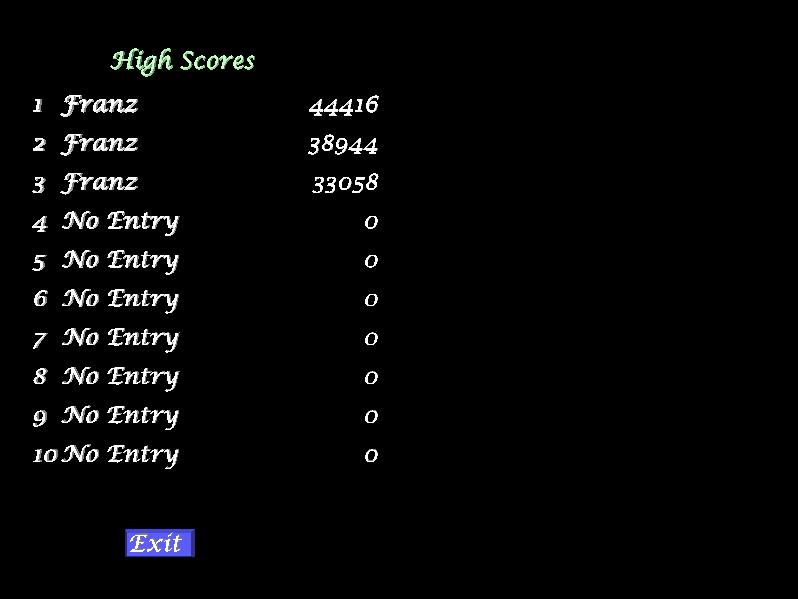 High Scores
1 Franz 44416
2 Franz 38944
3 Franz 33058
4 No Entry 0
5 No Entry 0
6 No Entry 0
7 No Entry 0
8 No Entry 0
9 No Entry 0
10 No Entry 0
Exit